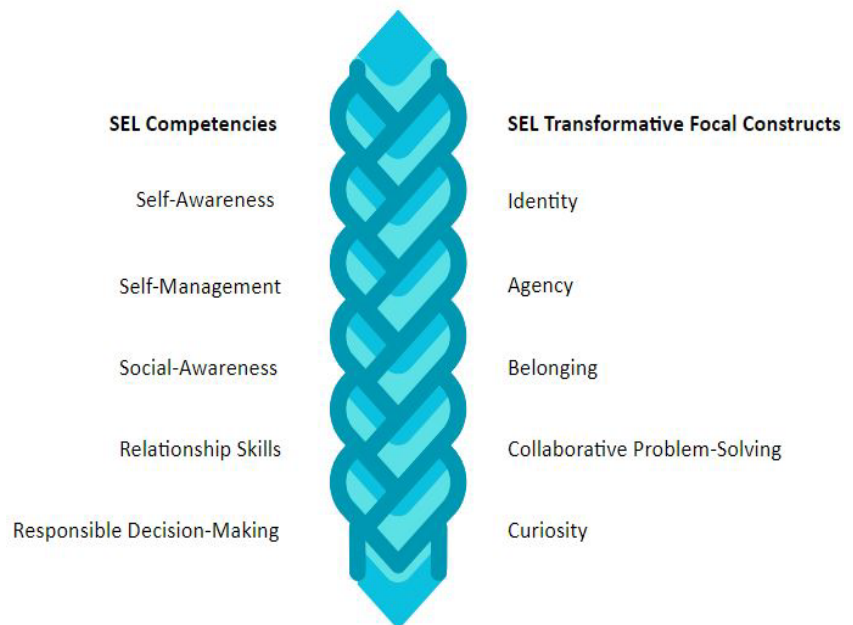 SEL Competencies
SEL Transformative Focal Constructs
Self-Awareness
Identity
Self-Management
Agency
Social-Awareness
Belonging
Relationship Skills
Collaborative Problem-Solving
Responsible Decision-Making
Curiosity